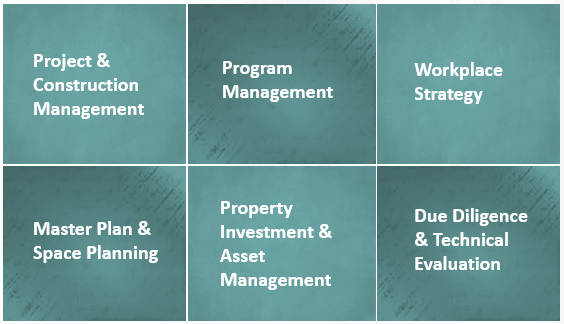 Project &
Construction
Management
Program
Management
Workplace
Strategy
Master Plan &
Space Planning
Property
Investment &
Asset
Management
Due Diligence
& Technical
Evaluation